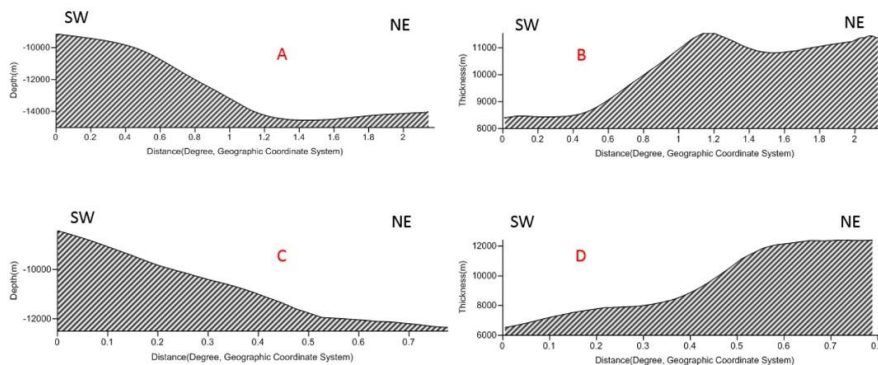 SW NE
A
Depth(m)
-10000
-12000
-14000
0 0.2 0.4 0.6 0.8 1 1.2 1.4 1.6 1.8 2
Distance(Degree, Geographic Coordinate System)
SW NE
B
Thickness(m)
11000
10000
9000
8000
0 0.2 0.4 0.6 0.8 1 1.2 1.4 1.6 1.8 2
Distance(Degree, Geographic Coordinate System)
SW NE
C
Depth(m)
-10000
-12000
0 0.1 0.2 0.3 0.4 0.5 0.6 0.7
Distance(Degree, Geographic Coordinate System)
SW NE
D
Thickness(m)
12000
10000
8000
6000
0 0.1 0.2 0.3 0.4 0.5 0.6 0.7
Distance(Degree, Geographic Coordinate System)